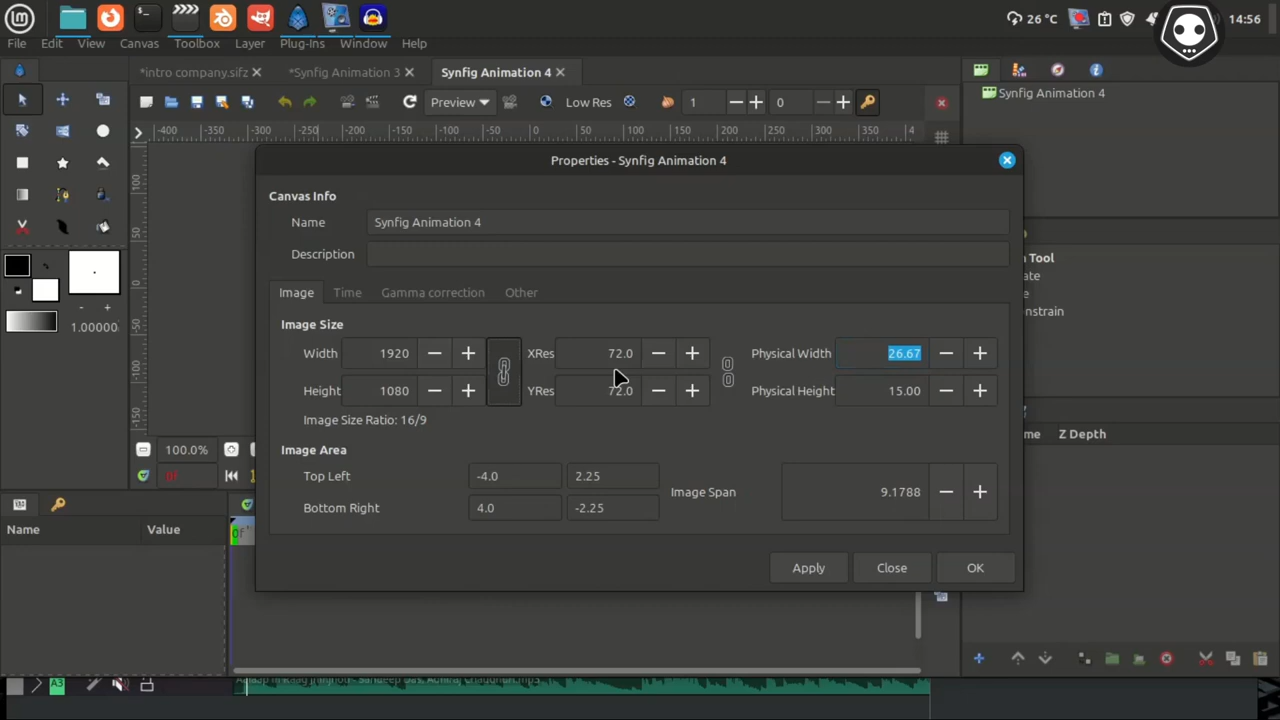 26 °C
14:56
File Edit View Canvas Toolbox Layer Plug-Ins Window Help
*intro company.sifz
*Synfig Animation 3
Synfig Animation 4
Synfig Animation 4
Preview
Low Res
1
0
-400 -350 -300 -250 -200 -150 -100 -50 0 50 100 150 200 250 300 350 4
Properties - Synfig Animation 4
Canvas Info
Name Synfig Animation 4
Description
Image Time Gamma correction Other
Image Size
Width 1920 XRes 72.0 Physical Width 26.67
Height 1080 YRes 72.0 Physical Height 15.00
Image Size Ratio: 16/9
Image Area
Top Left -4.0 2.25
Image Span 9.1788
Bottom Right 4.0 -2.25
Apply Close OK
1.00000
100.0%
Name Value
0f
Tool
onstrain
me Z Depth
A3